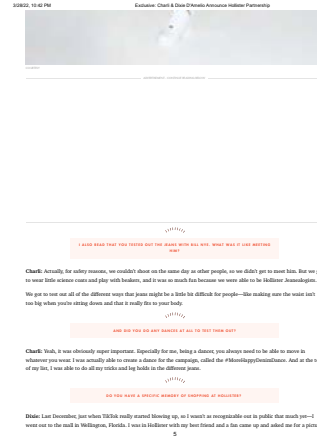 3/28/22, 10:42 PM
Exclusive: Charli & Dixie D'Amelio Announce Hollister Partnership
I ALSO READ THAT YOU TESTED OUT THE JEANS WITH BILL NYE. WHAT WAS IT LIKE MEETING
HIM?
Charli: Actually, for safety reasons, we couldn't shoot on the same day as other people, so we didn't get to meet him. But we
to wear little science coats and play with beakers, and it was so much fun because we were able to be Hollister Jeanealogists.
We got to test out all of the different ways that jeans might be a little bit difficult for people—like making sure the waist isn't
too big when you're sitting down and that it really fits to your body.
AND DID YOU DO ANY DANCES AT ALL TO TEST THEM OUT?
Charli: Yeah, it was obviously super important. Especially for me, being a dancer, you always need to be able to move in
whatever you wear. I was actually able to create a dance for the campaign, called the #MoreHappyDenimDance. And at the
of my list, I was able to do all my tricks and leg holds in the different jeans.
DO YOU HAVE A SPECIFIC MEMORY OF SHOPPING AT HOLLISTER?
Dixie: Last December, just when TikTok really started blowing up, so I wasn't as recognizable out in public that much yet—I
went out to the mall in Wellington, Florida. I was in Hollister with my best friend and a fan came up and asked me for a
5